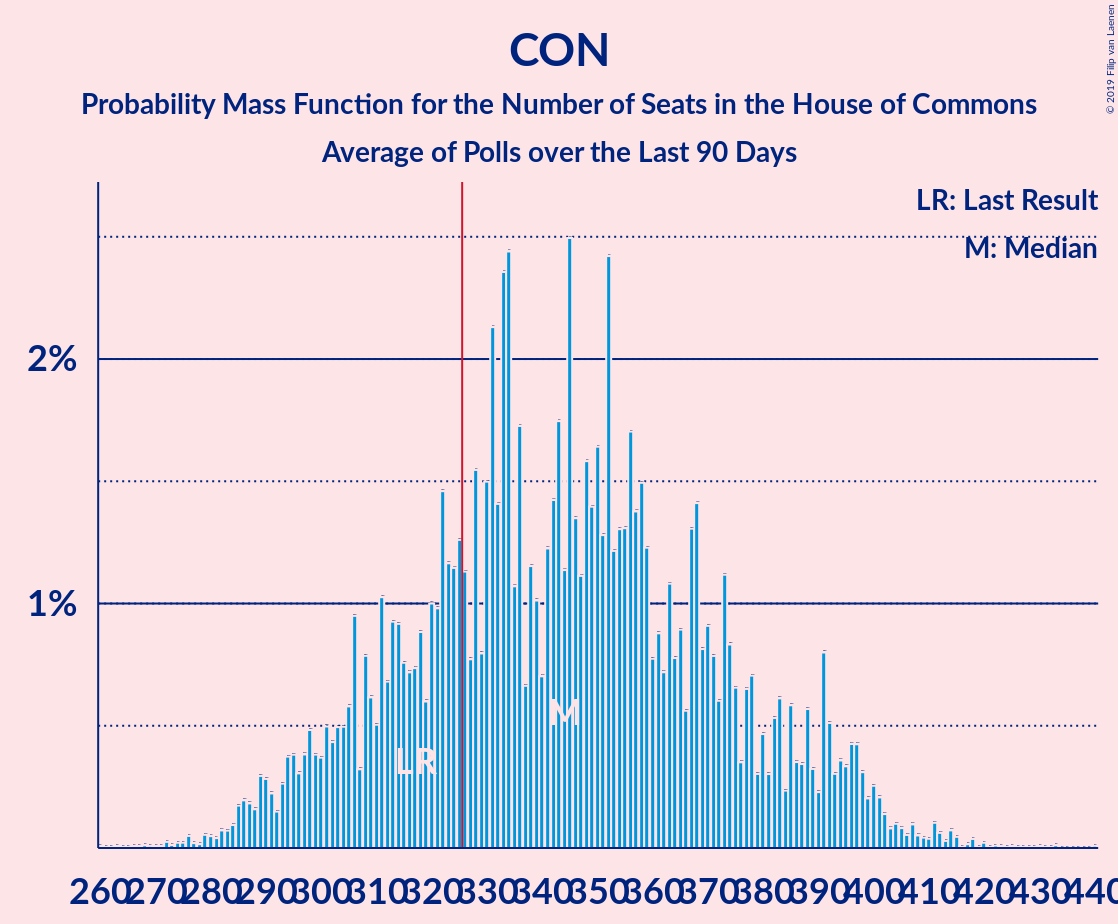 CON
Probability Mass Function for the Number of Seats in the House of Commons
Average of Polls over the Last 90 Days
© 2019 Filip van Laenen
LR: Last Result
M: Median
2%
1%
M
LR
260 270 280 290 300 310 320 330 340 350 360 370 380 390 400 410 420 430 440